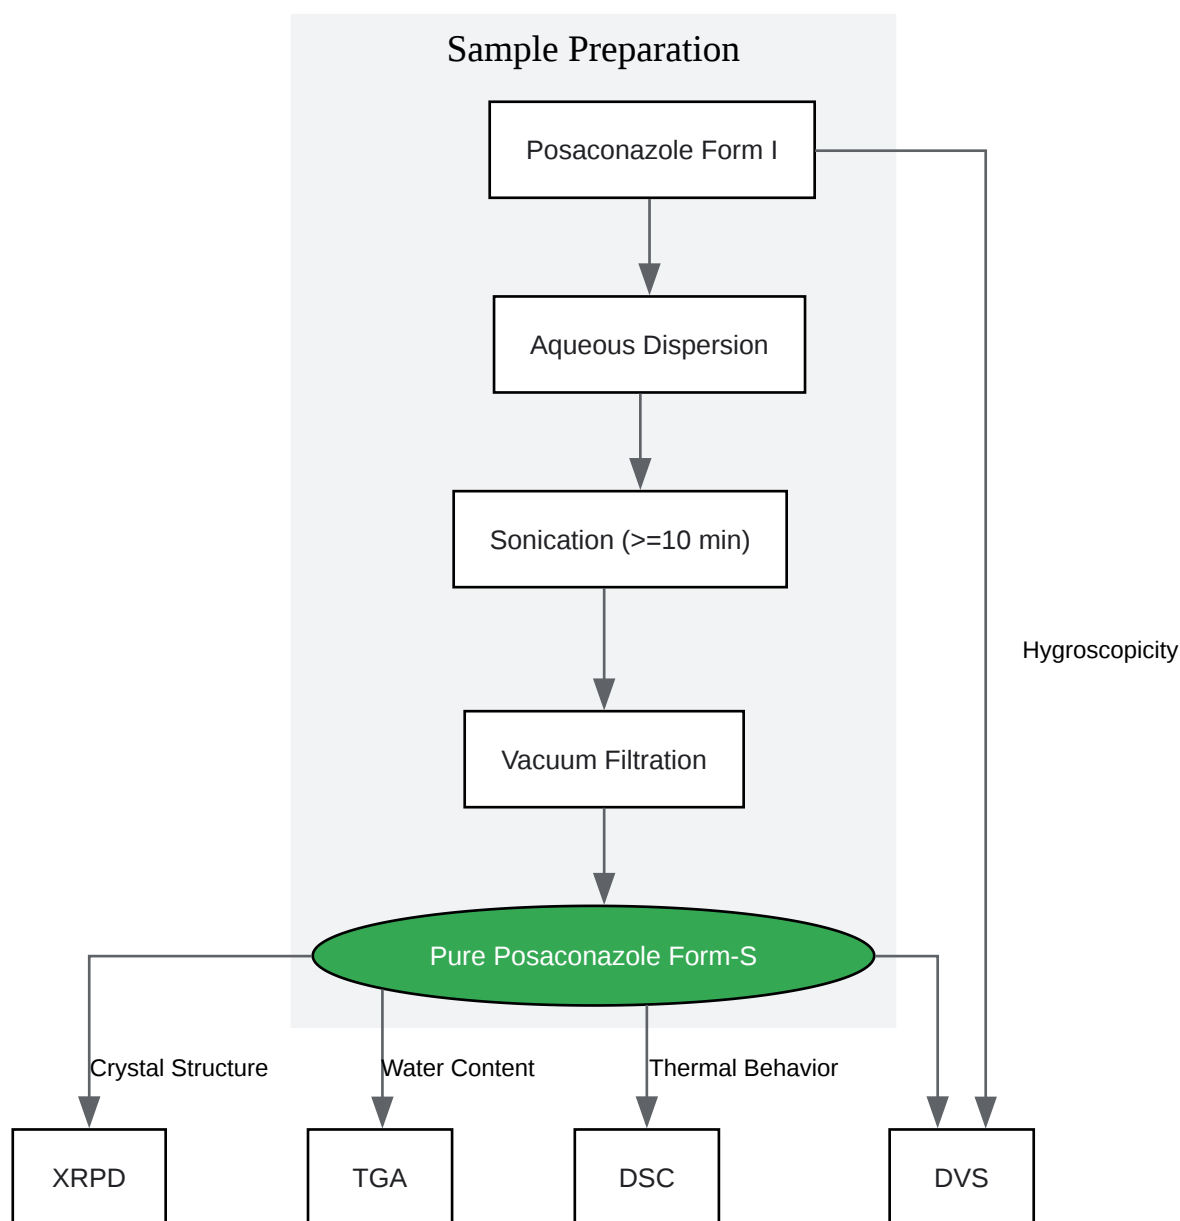 Sample Preparation
Posaconazole Form I
Aqueous Dispersion
Sonication (>=10 min)
Hygroscopicity
Vacuum Filtration
Pure Posaconazole Form-S
Crystal Structure
Water Content
Thermal Behavior
XRPD
TGA
DSC
DVS